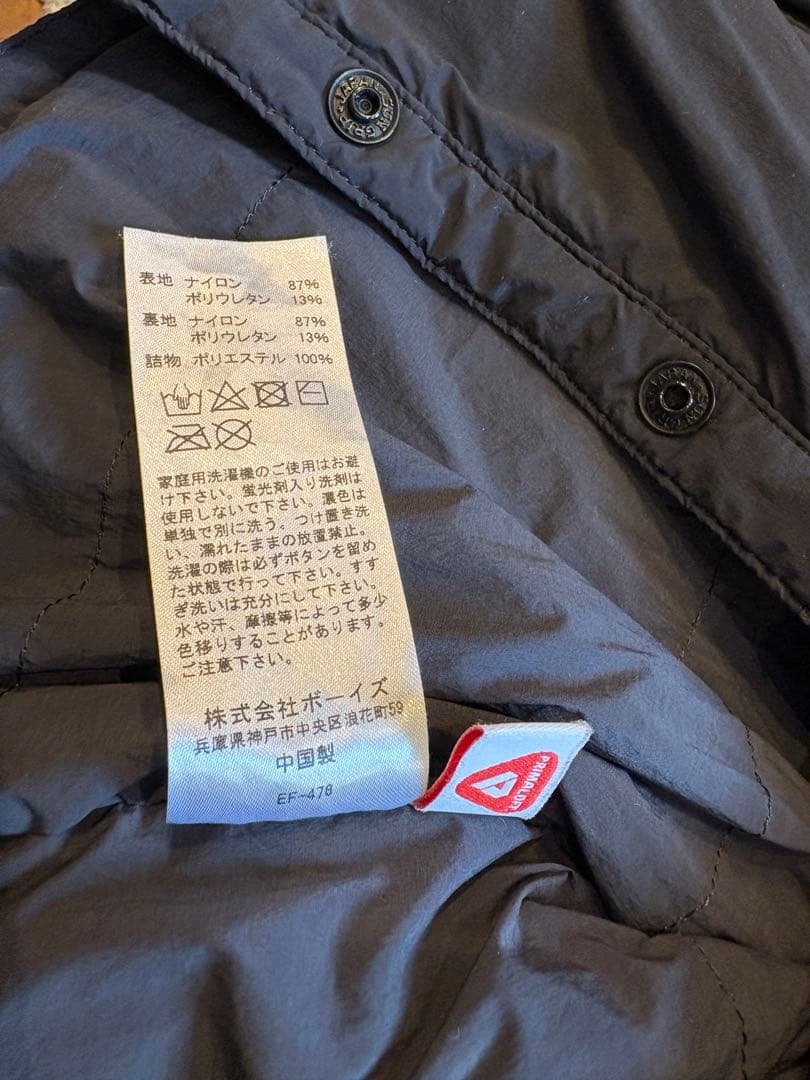 JAPAN SUN GRIP
JAPAN SUN GRIP
表地 ナイロン 87%
ポリウレタン 13%
裏地 ナイロン 87%
ポリウレタン 13%
詰物 ポリエステル 100%
家庭用洗濯機のご使用はお避
け下さい。蛍光剤入り洗剤は
使用しないで下さい。濃色は
単独で別に洗う。つけ置き洗
い、濡れたままの放置禁止。
洗濯の際は必ずボタンを留め
た状態で行って下さい。すす
ぎ洗いは充分にして下さい。
水や汗、摩擦等によって多少
色移りすることがあります。
ご注意下さい。
株式会社ボーイズ
兵庫県神戸市中央区浪花町59
中国製
EF-478
PRIMALOFT